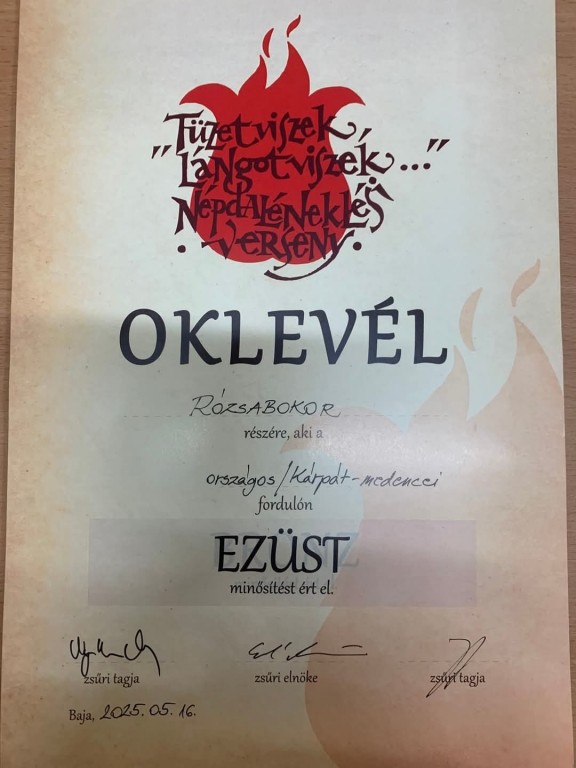 "Tüzet viszek,
Lángot viszek..."
Népdaléneklési
verseny
OKLEVÉL
RÓZSABOKOR
részére, aki a
országos/Kárpát-medencei
fordulón
EZÜST
minősítést ért el.
zsűri tagja zsűri elnöke zsűri tagja
Baja, 2025.05.16.